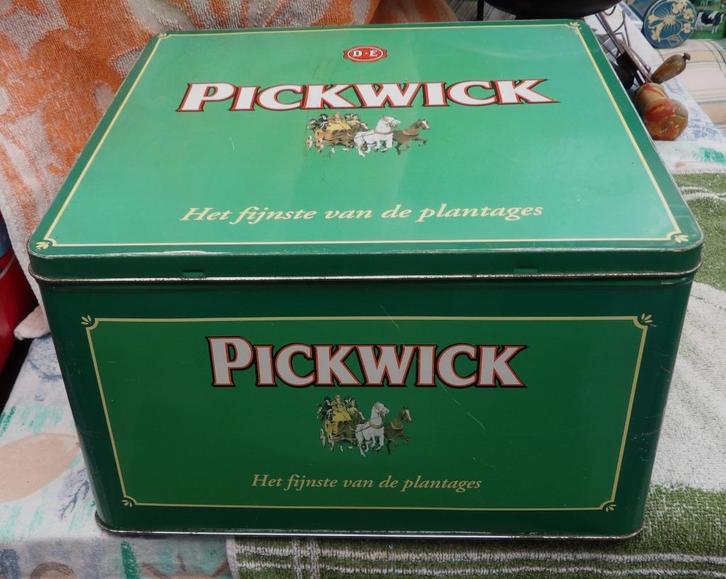 D·E
PICKWICK
Het fijnste van de plantages
PICKWICK
Het fijnste van de plantages